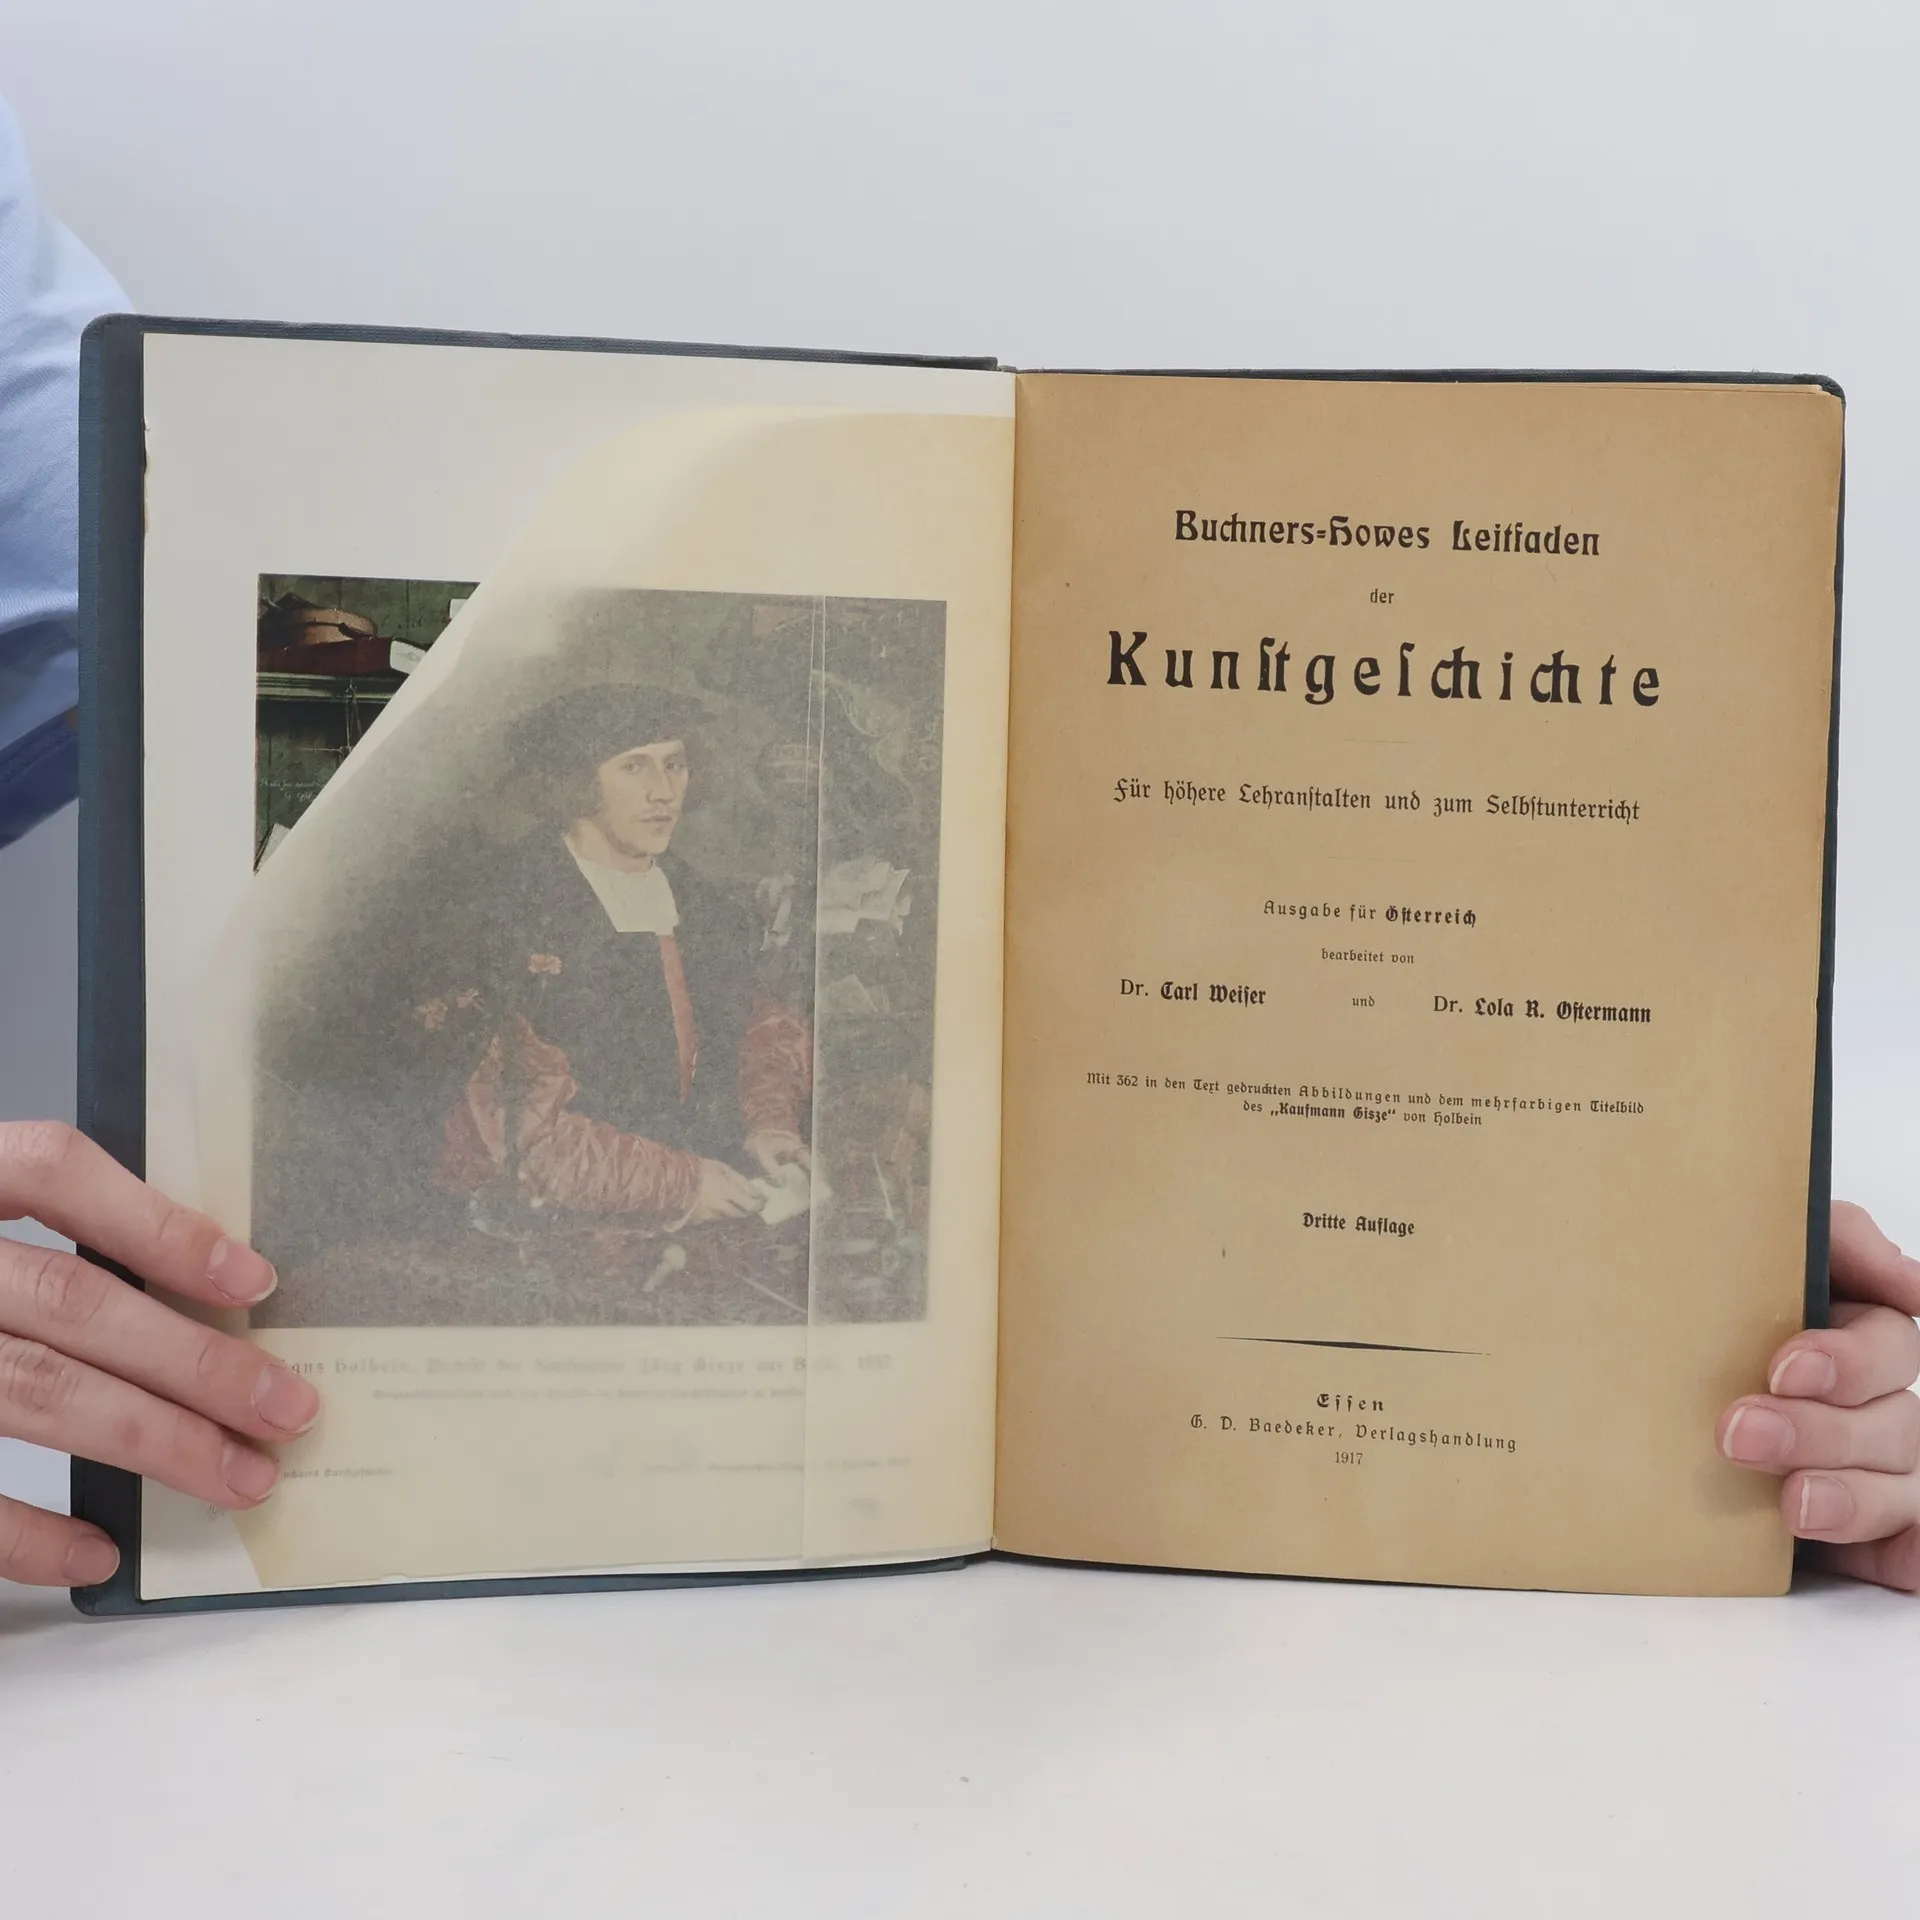 Hans Holbein.
Buchners=Howes Leitfaden
der
Kunſtgeſchichte
Für höhere Lehranſtalten und zum Selbſtunterricht
Ausgabe für Öſterreich
bearbeitet von
Dr. Carl Weiſer und Dr. Lola R. Oſtermann
Mit 362 in den Text gedruckten Abbildungen und dem mehrfarbigen Titelbild
des „Kaufmann Gisze“ von Holbein
Dritte Auflage
Eſſen
G. D. Baedeker, Verlagshandlung
1917